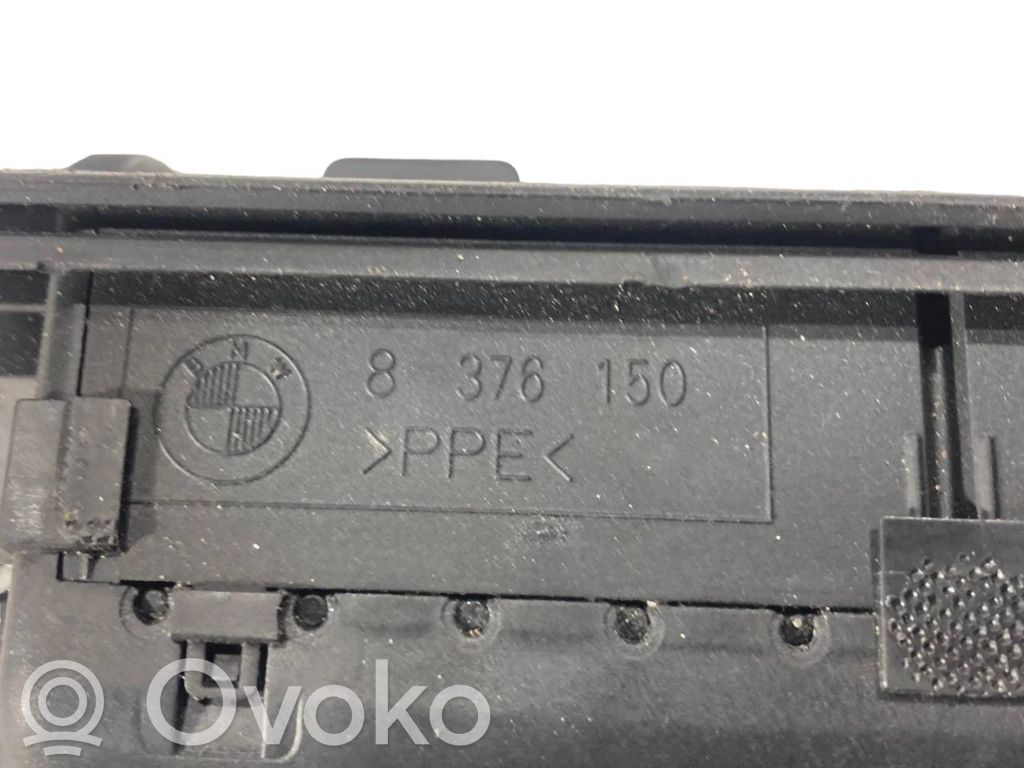 BMW
8 376 150
>PPE<
Ovoko